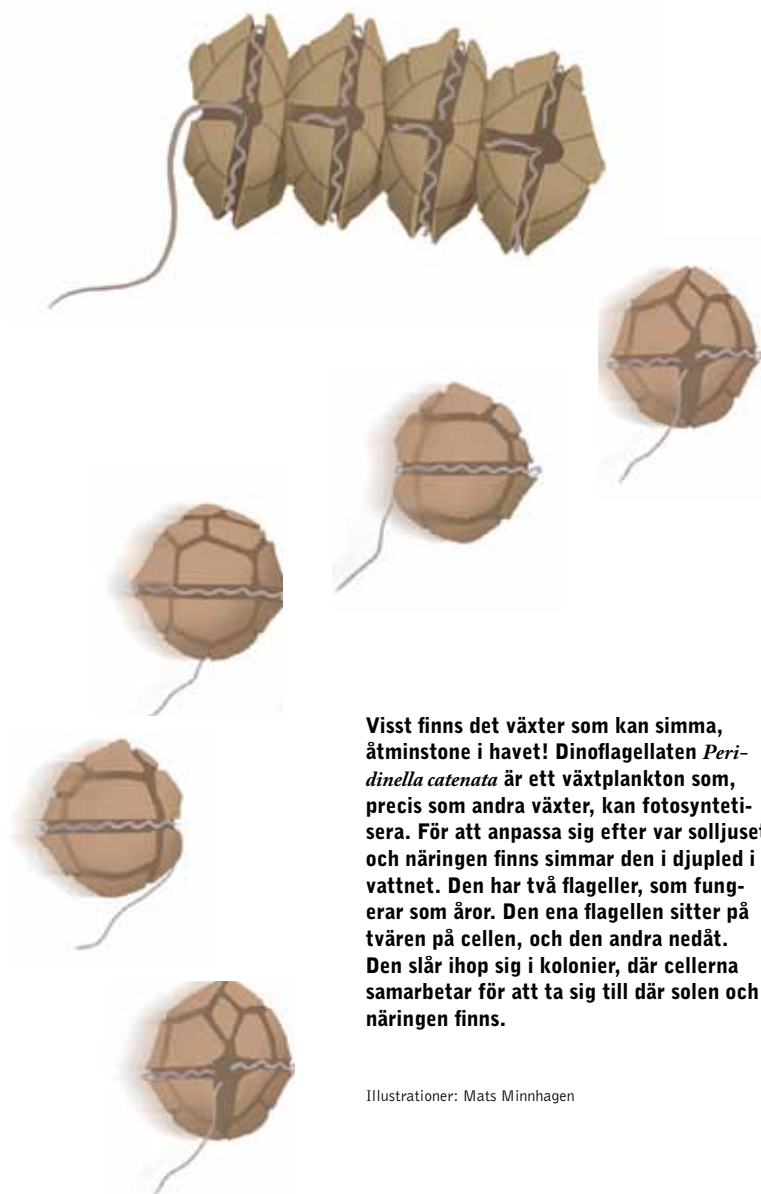 Visst finns det växter som kan simma,
åtminstone i havet! Dinoflagellaten Peri-
dinella catenata är ett växtplankton som,
precis som andra växter, kan fotosynteti-
sera. För att anpassa sig efter var solljuset
och näringen finns simmar den i djupled i
vattnet. Den har två flageller, som fung-
erar som åror. Den ena flagellen sitter på
tvären på cellen, och den andra nedåt.
Den slår ihop sig i kolonier, där cellerna
samarbetar för att ta sig till där solen och
näringen finns.
Illustrationer: Mats Minnhagen